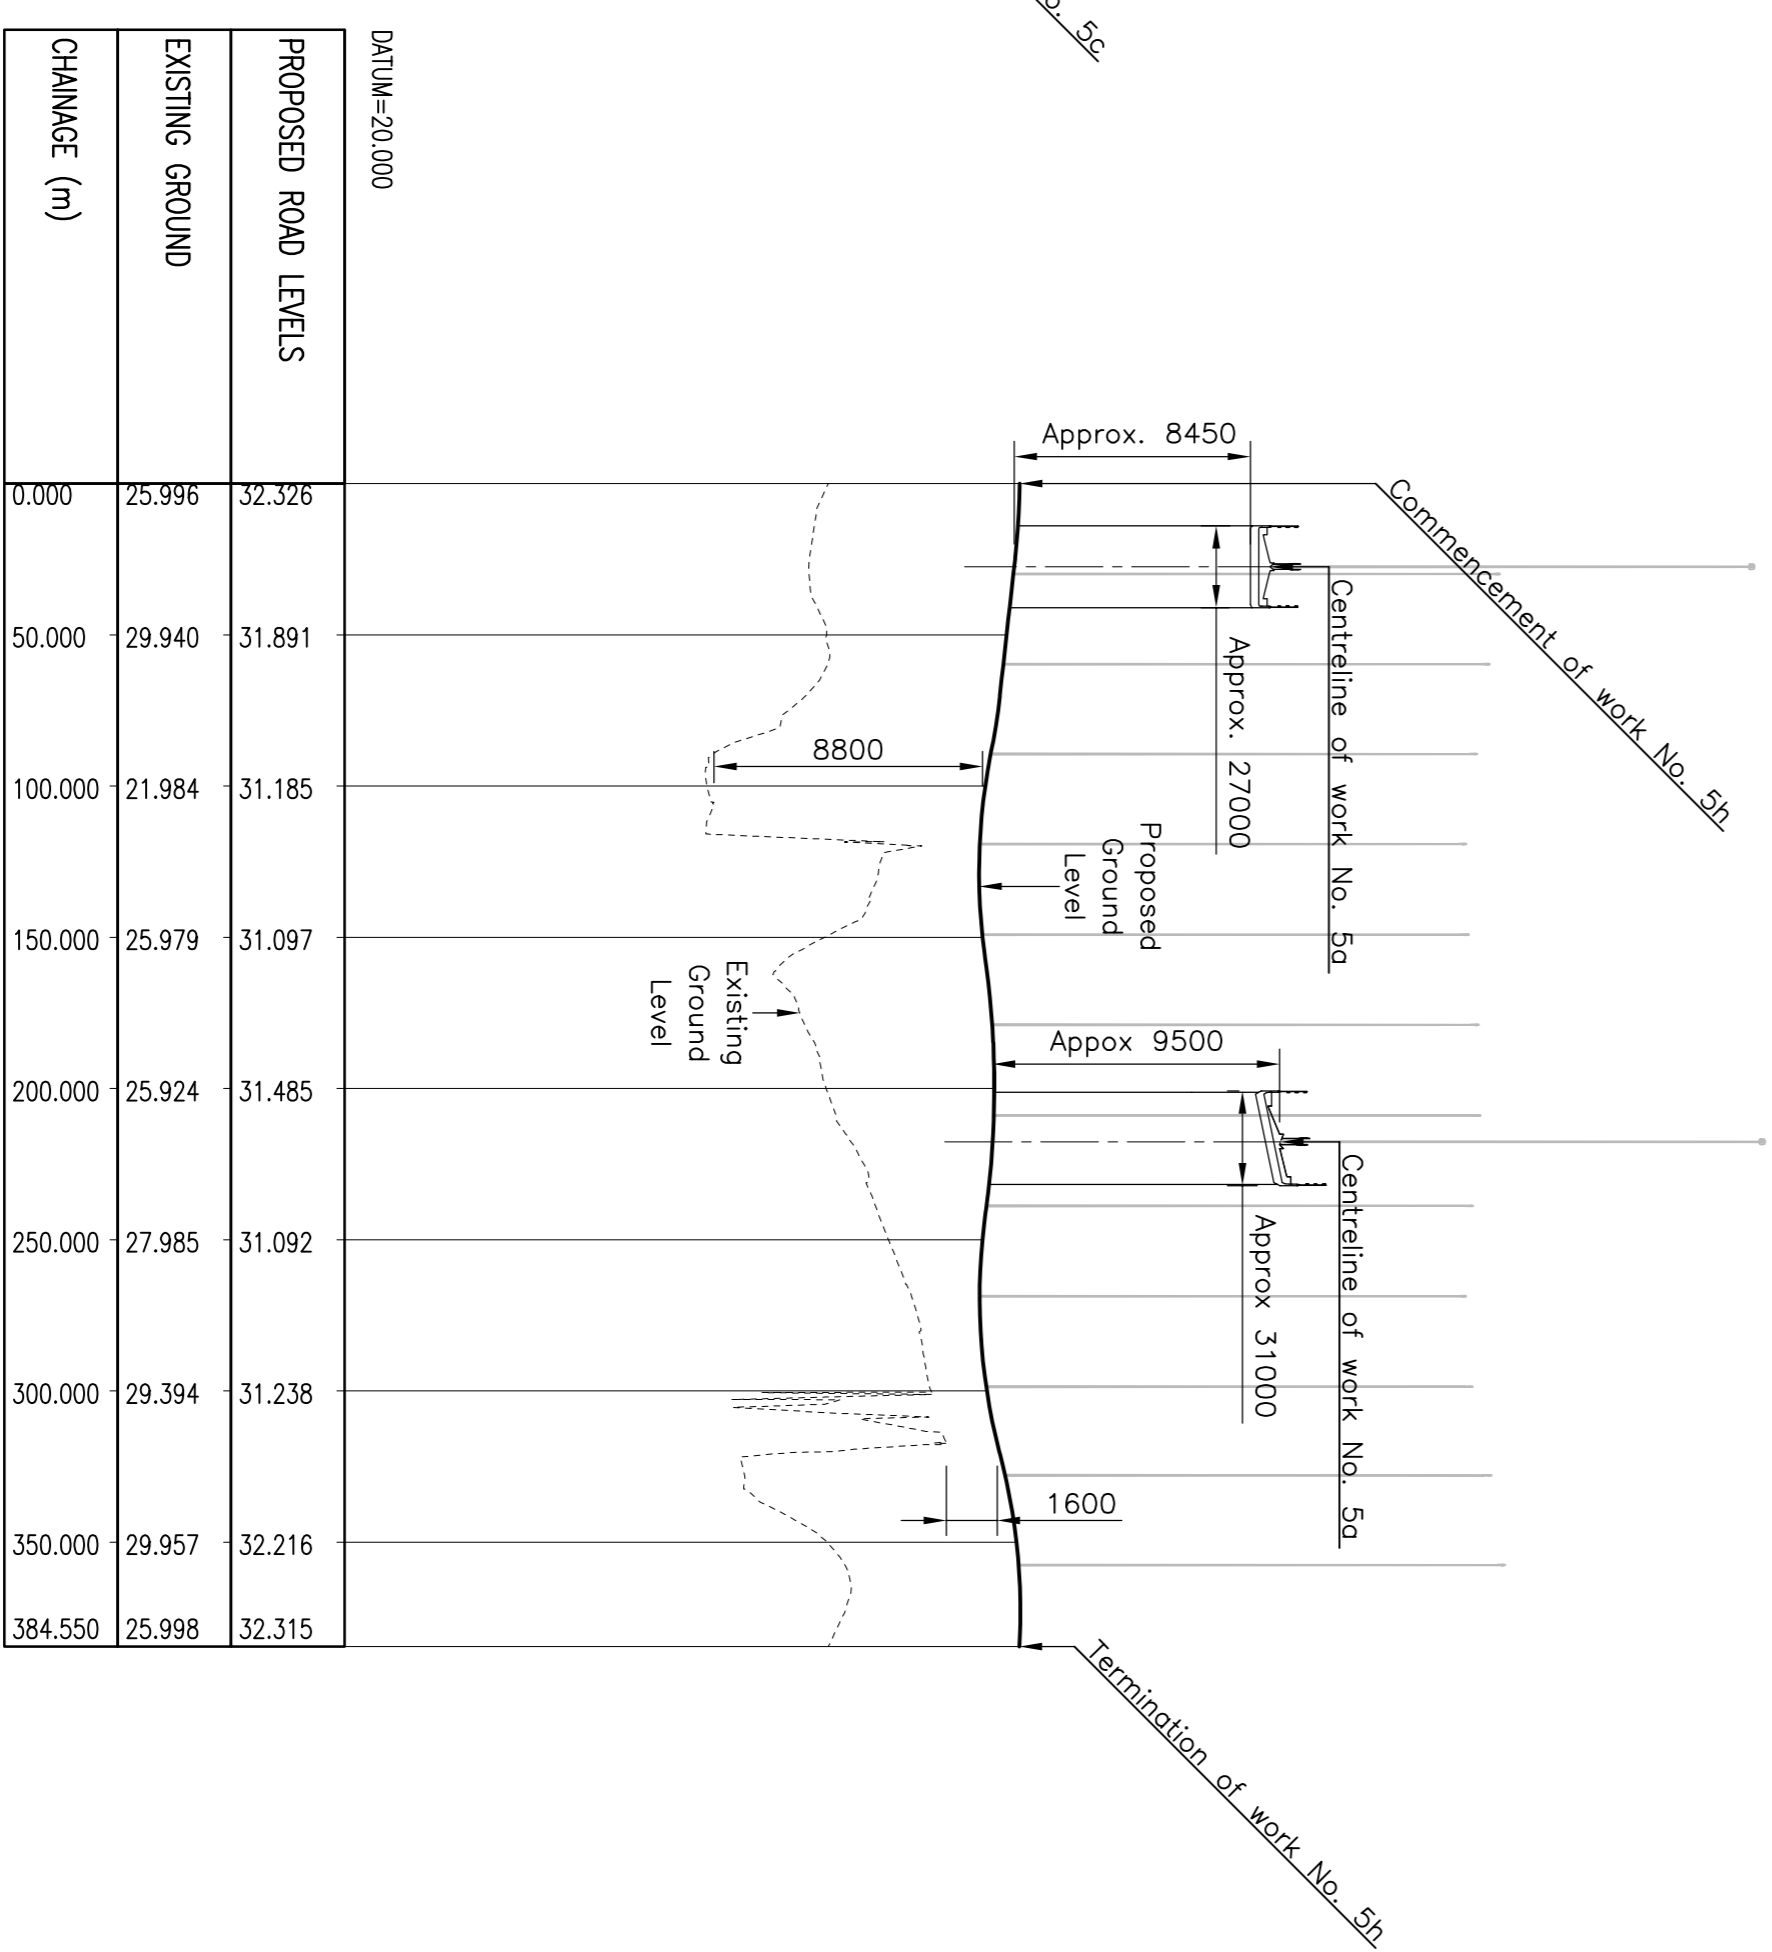 o. 5c
Commencement of work No. 5h
Centreline of work No. 5a
Approx. 8450
Approx. 27000
Centreline of work No. 5a
Appox 9500
Approx 31000
8800
Proposed
Ground
Level
Existing
Ground
Level
1600
Termination of work No. 5h
DATUM=20.000
PROPOSED ROAD LEVELS 32.326 31.891 31.185 31.097 31.485 31.092 31.238 32.216 32.315
EXISTING GROUND 25.996 29.940 21.984 25.979 25.924 27.985 29.394 29.957 25.998
CHAINAGE (m) 0.000 50.000 100.000 150.000 200.000 250.000 300.000 350.000 384.550